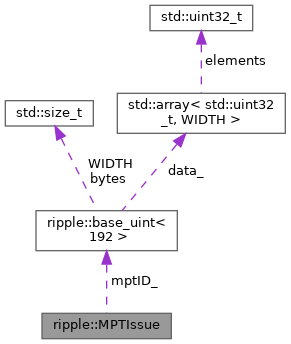 std::uint32_t
elements
std::size_t
std::array< std::uint32
_t, WIDTH >
WIDTH
bytes
data_
ripple::base_uint<
192 >
mptID_
ripple::MPTIssue